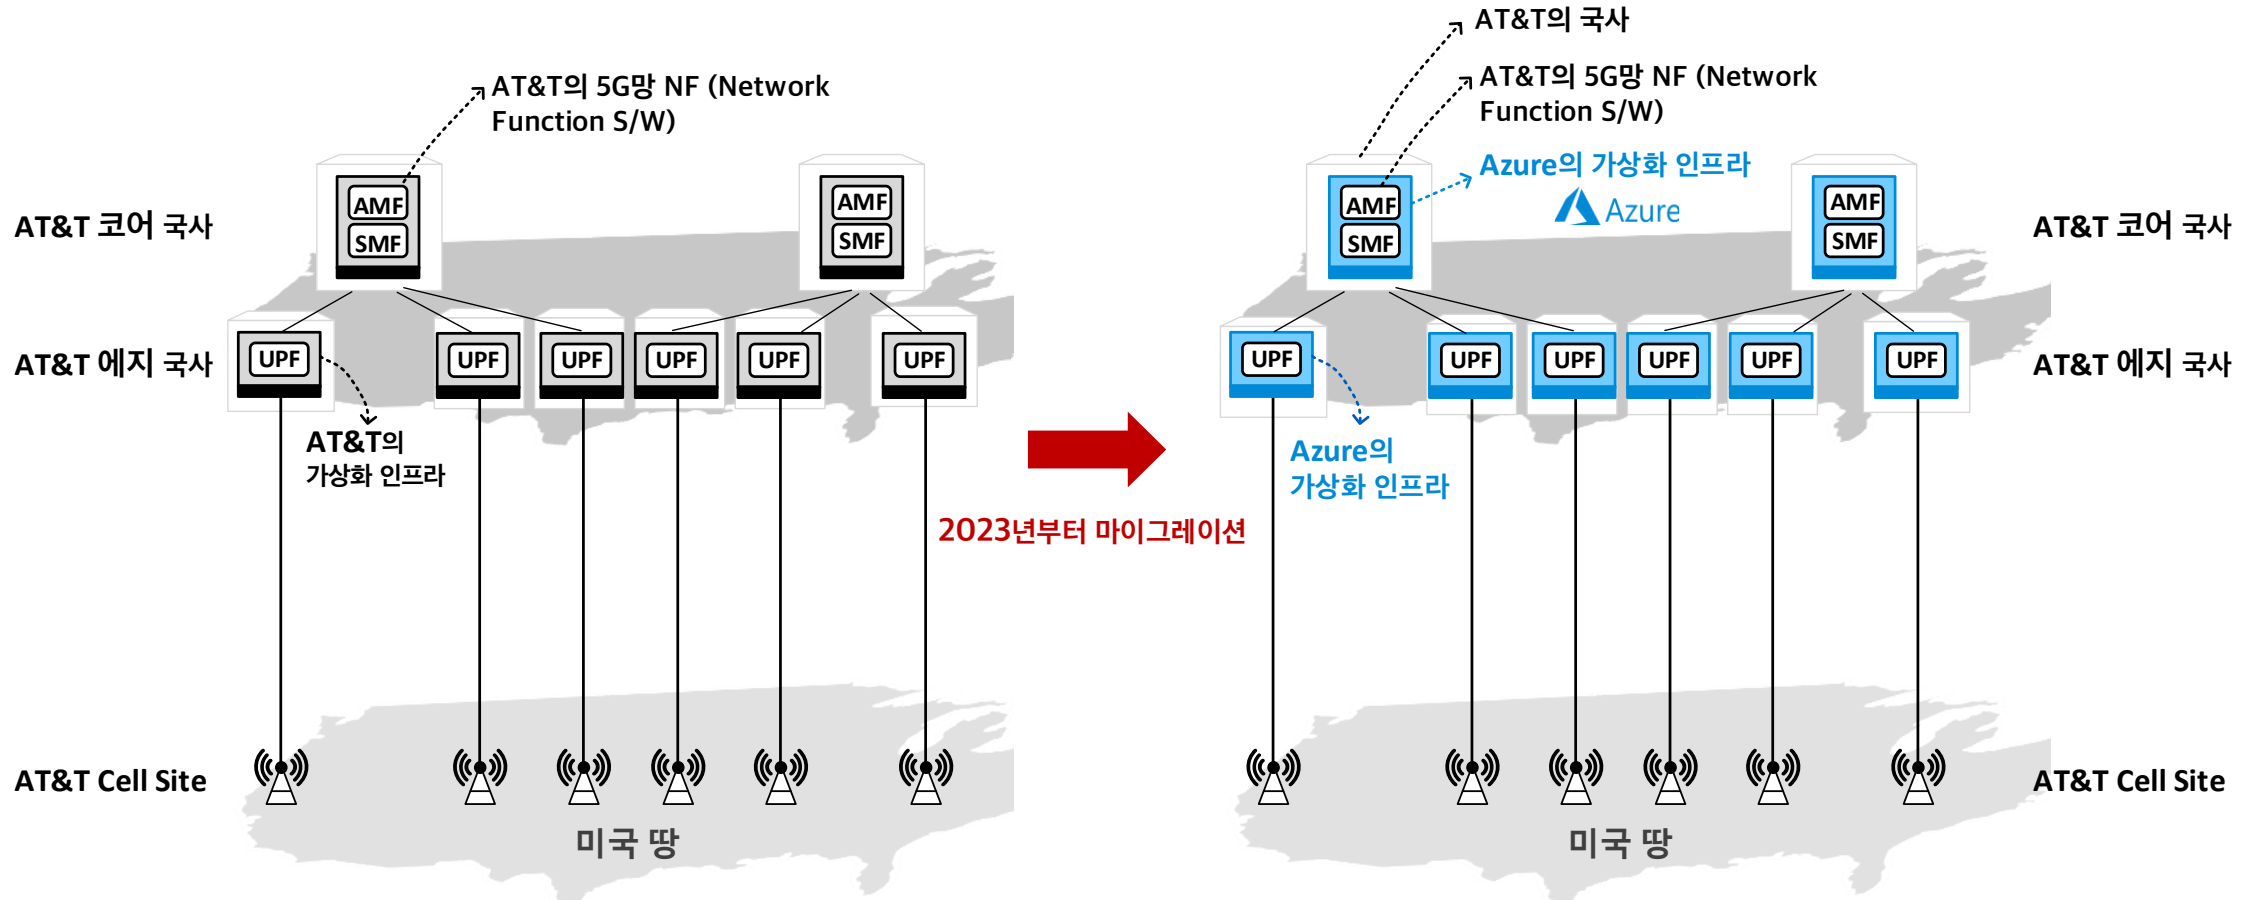 AT&T의 5G망 NF (Network
Function S/W)
AT&T 코어 국사
AMF
SMF
AMF
SMF
AT&T 에지 국사
UPF
UPF
UPF
UPF
UPF
UPF
AT&T의
가상화 인프라
AT&T Cell Site
미국 땅
2023년부터 마이그레이션
AT&T의 국사
AT&T의 5G망 NF (Network
Function S/W)
Azure의 가상화 인프라
Azure
AMF
SMF
AMF
SMF
AT&T 코어 국사
UPF
UPF
UPF
UPF
UPF
UPF
AT&T 에지 국사
Azure의
가상화 인프라
AT&T Cell Site
미국 땅